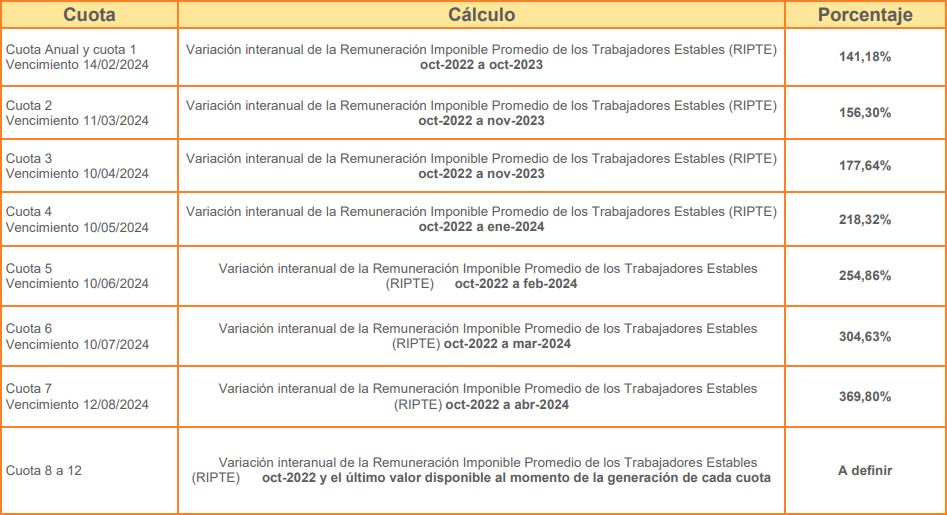 Cuota
Cálculo
Porcentaje
Cuota Anual y cuota 1
Vencimiento 14/02/2024
Variación interanual de la Remuneración Imponible Promedio de los Trabajadores Estables (RIPTE)
oct-2022 a oct-2023
141,18%
Cuota 2
Vencimiento 11/03/2024
Variación interanual de la Remuneración Imponible Promedio de los Trabajadores Estables (RIPTE)
oct-2022 a nov-2023
156,30%
Cuota 3
Vencimiento 10/04/2024
Variación interanual de la Remuneración Imponible Promedio de los Trabajadores Estables (RIPTE)
oct-2022 a nov-2023
177,64%
Cuota 4
Vencimiento 10/05/2024
Variación interanual de la Remuneración Imponible Promedio de los Trabajadores Estables (RIPTE)
oct-2022 a ene-2024
218,32%
Cuota 5
Vencimiento 10/06/2024
Variación interanual de la Remuneración Imponible Promedio de los Trabajadores Estables
(RIPTE) oct-2022 a feb-2024
254,86%
Cuota 6
Vencimiento 10/07/2024
Variación interanual de la Remuneración Imponible Promedio de los Trabajadores Estables
(RIPTE) oct-2022 a mar-2024
304,63%
Cuota 7
Vencimiento 12/08/2024
Variación interanual de la Remuneración Imponible Promedio de los Trabajadores Estables
(RIPTE) oct-2022 a abr-2024
369,80%
Cuota 8 a 12
Variación interanual de la Remuneración Imponible Promedio de los Trabajadores Estables
(RIPTE) oct-2022 y el último valor disponible al momento de la generación de cada cuota
A definir